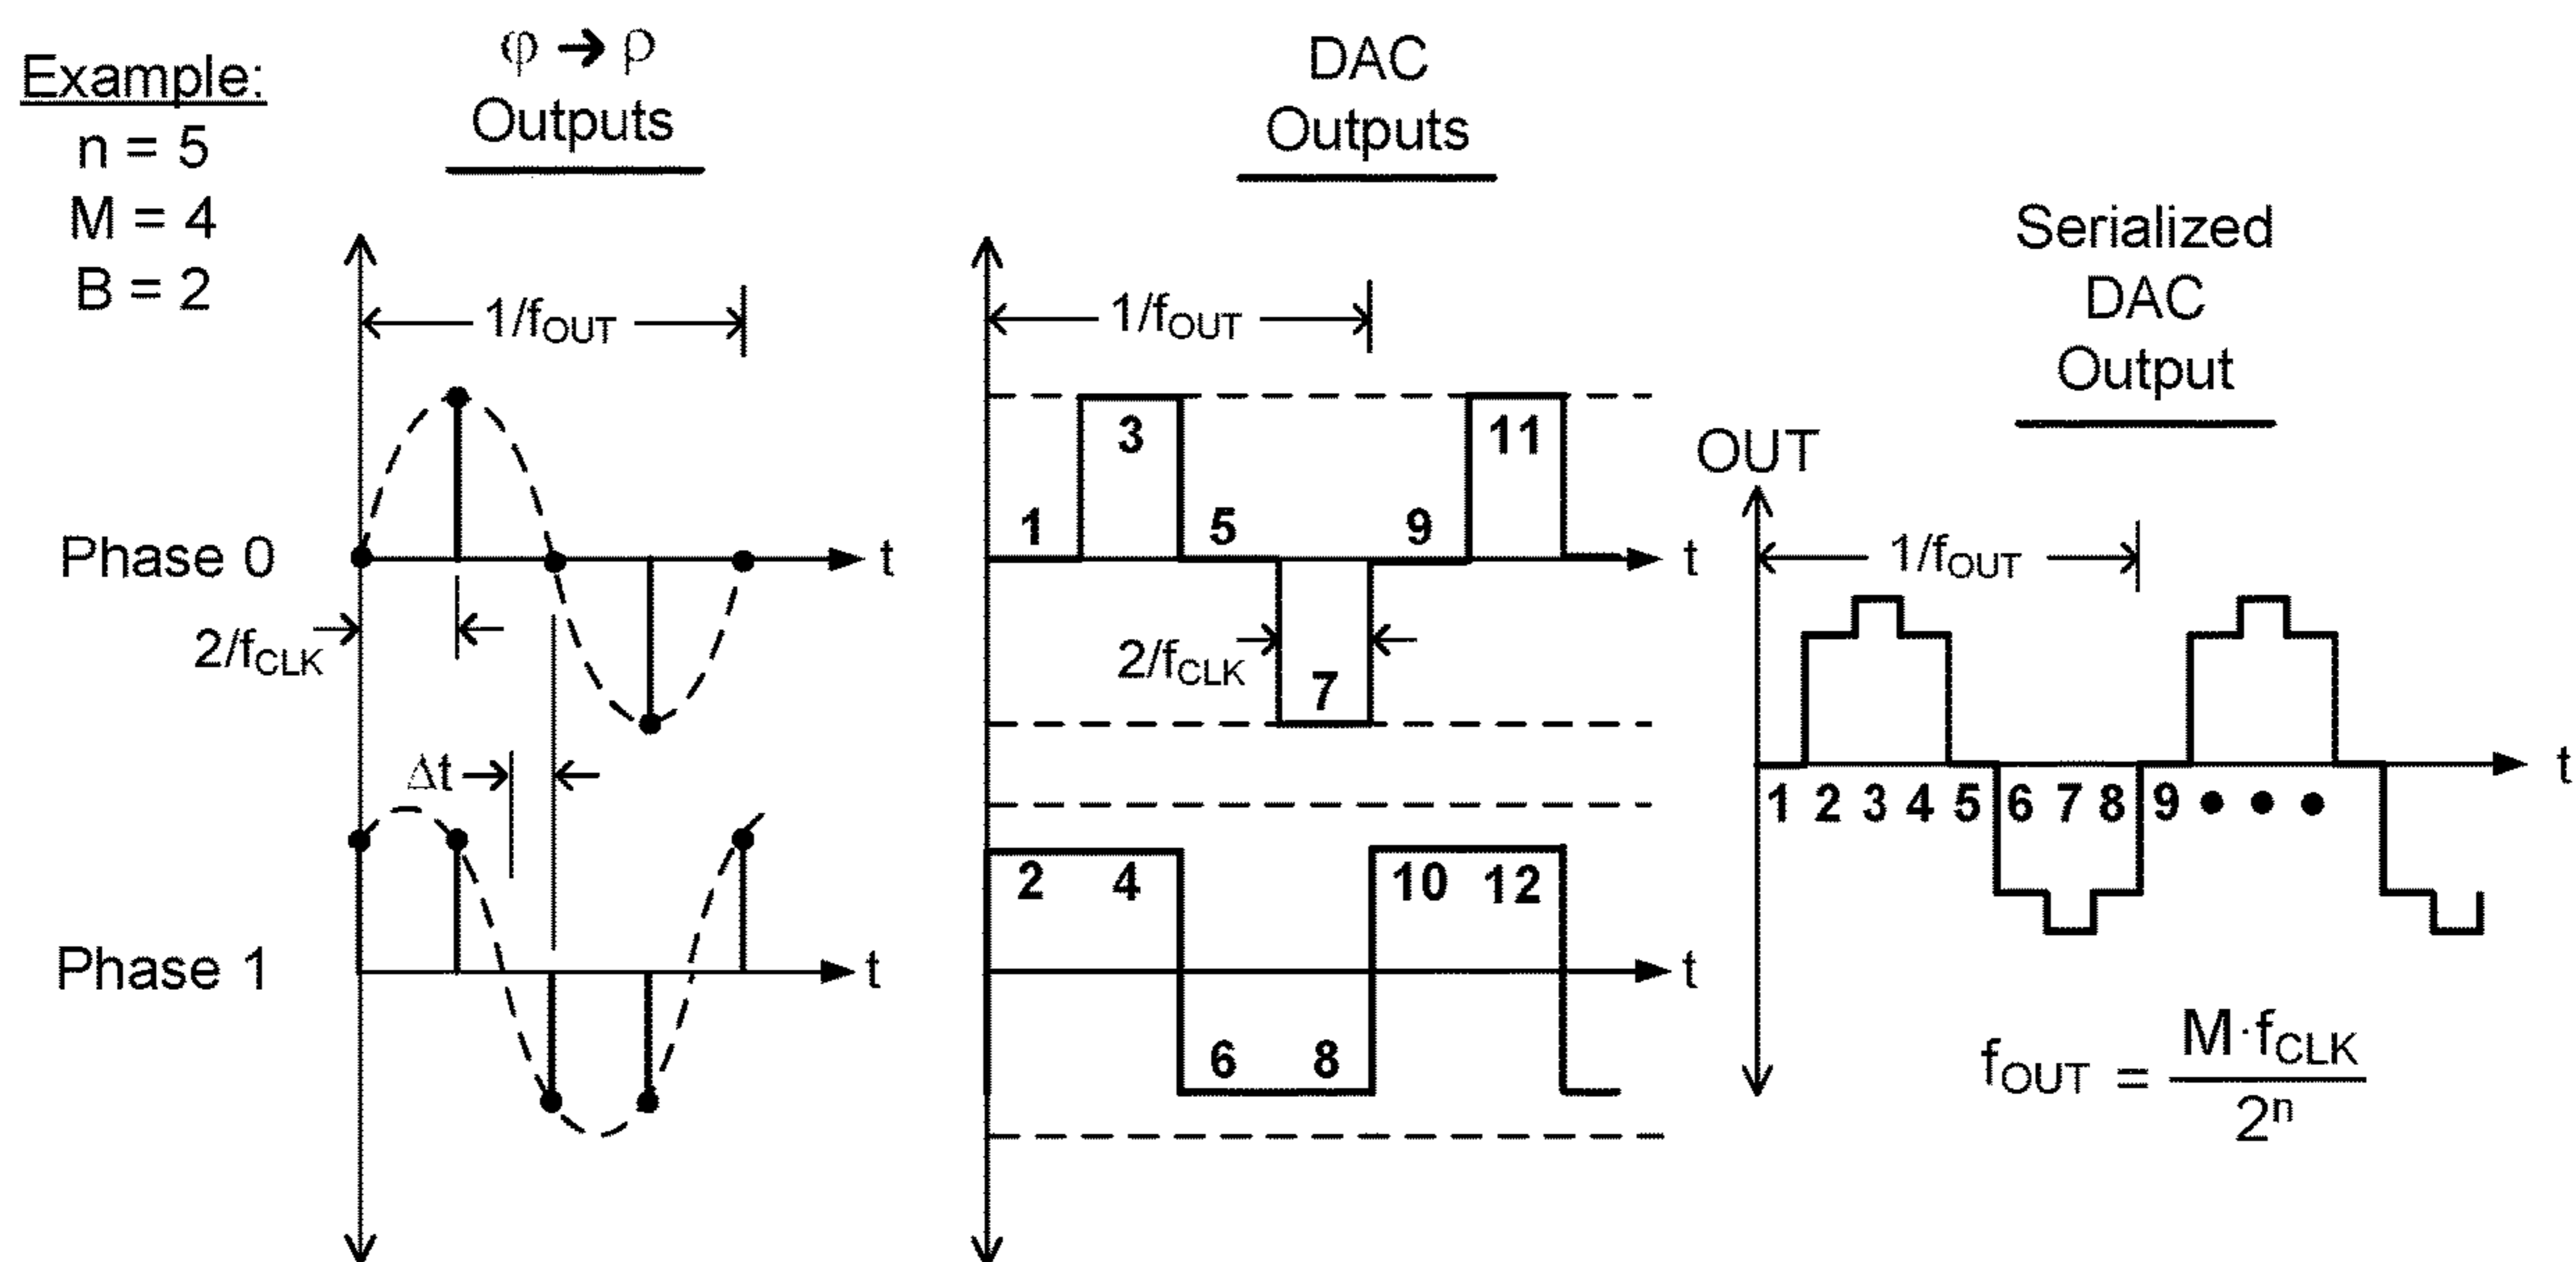 Example:
n = 5
M = 4
B = 2
φ → ρ
Outputs
DAC
Outputs
Serialized
DAC
Output
1/fOUT
Phase 0
t
2/fCLK
Δt
Phase 1
t
1/fOUT
1 3 5 7 9 11
t
2/fCLK
2 4 6 8 10 12
t
OUT
1/fOUT
1 2 3 4 5 6 7 8 9 • • •
t
fOUT = M·fCLK / 2ⁿ